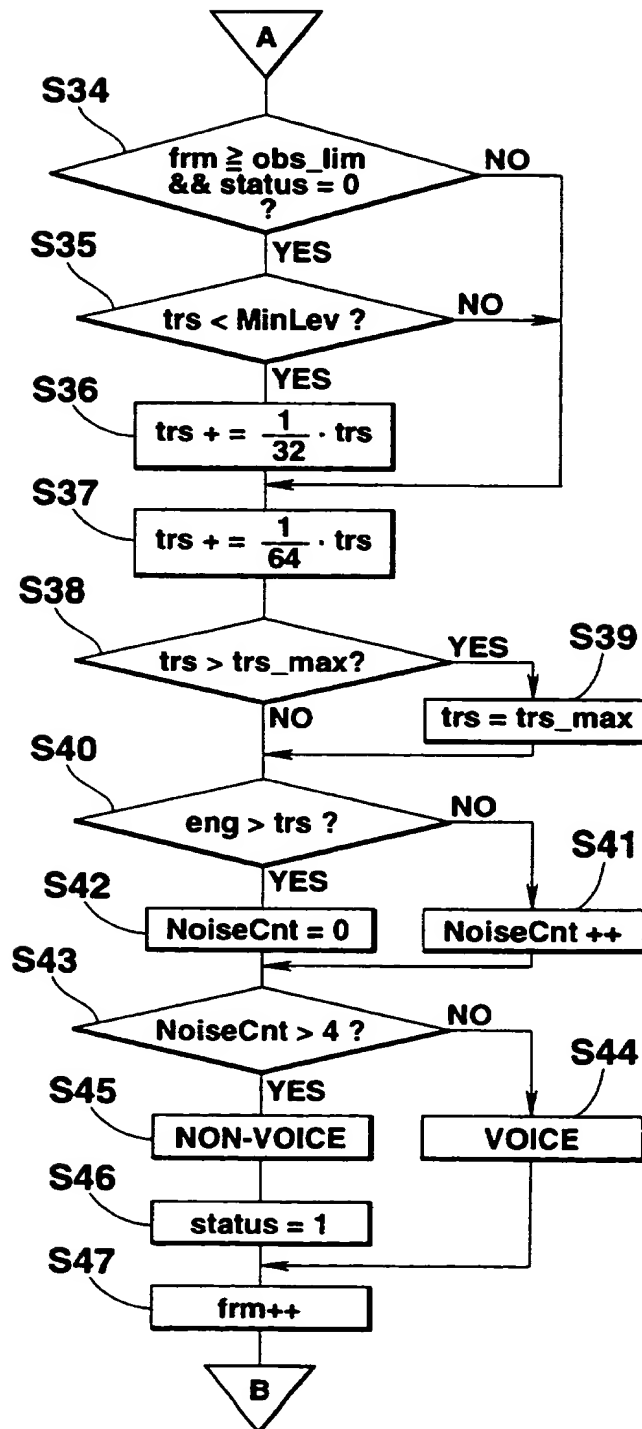 A
S34
frm ≧ obs_lim
&& status = 0
?
NO
YES
S35
trs < MinLev ?
NO
YES
S36
trs + = 1/32 · trs
S37
trs + = 1/64 · trs
S38
trs > trs_max?
YES
S39
trs = trs_max
NO
S40
eng > trs ?
NO
S41
NoiseCnt ++
YES
S42
NoiseCnt = 0
S43
NoiseCnt > 4 ?
NO
S44
VOICE
YES
S45
NON-VOICE
S46
status = 1
S47
frm++
B